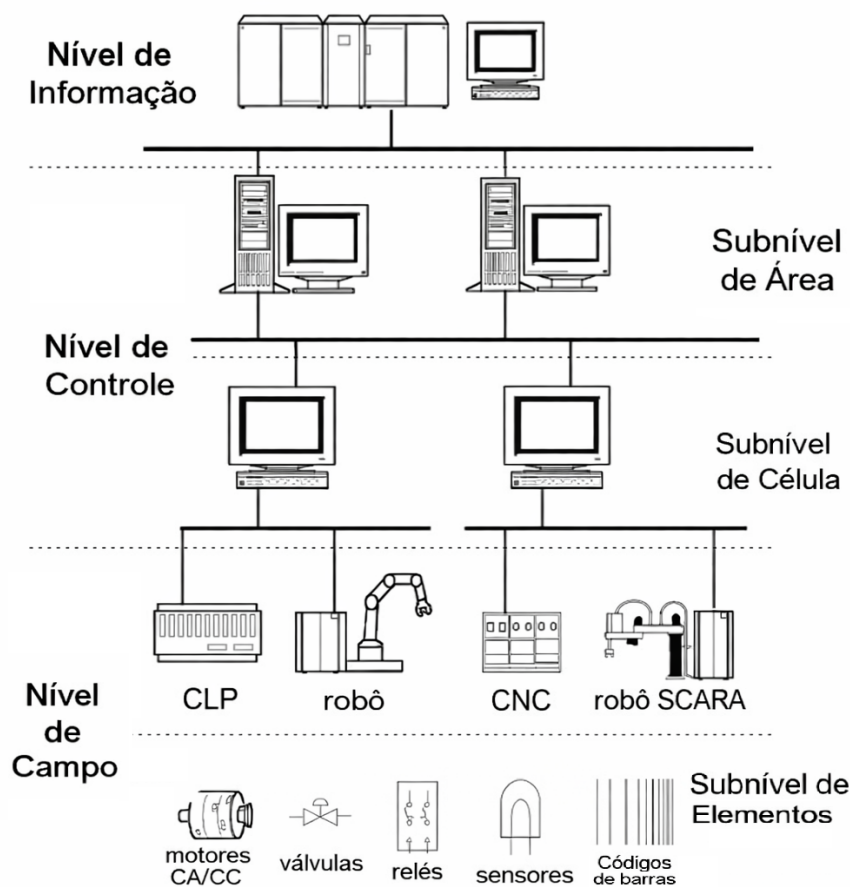 Nível de
Informação
Subnível
de Área
Nível de
Controle
Subnível
de Célula
CLP
robô
CNC
robô SCARA
Nível
de
Campo
Subnível de
Elementos
motores
CA/CC
válvulas
relés
sensores
Códigos
de barras